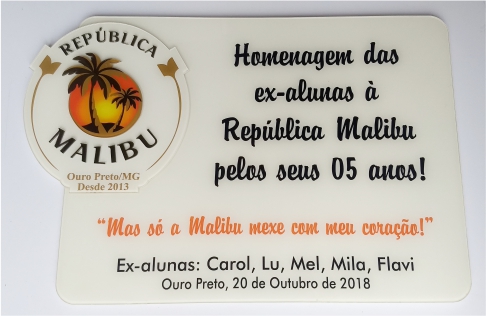 REPÚBLICA
MALIBU
Ouro Preto/MG
Desde 2013
Homenagem das
ex-alunas à
República Malibu
pelos seus 05 anos!
"Mas só a Malibu mexe com meu coração!"
Ex-alunas: Carol, Lu, Mel, Mila, Flavi
Ouro Preto, 20 de Outubro de 2018